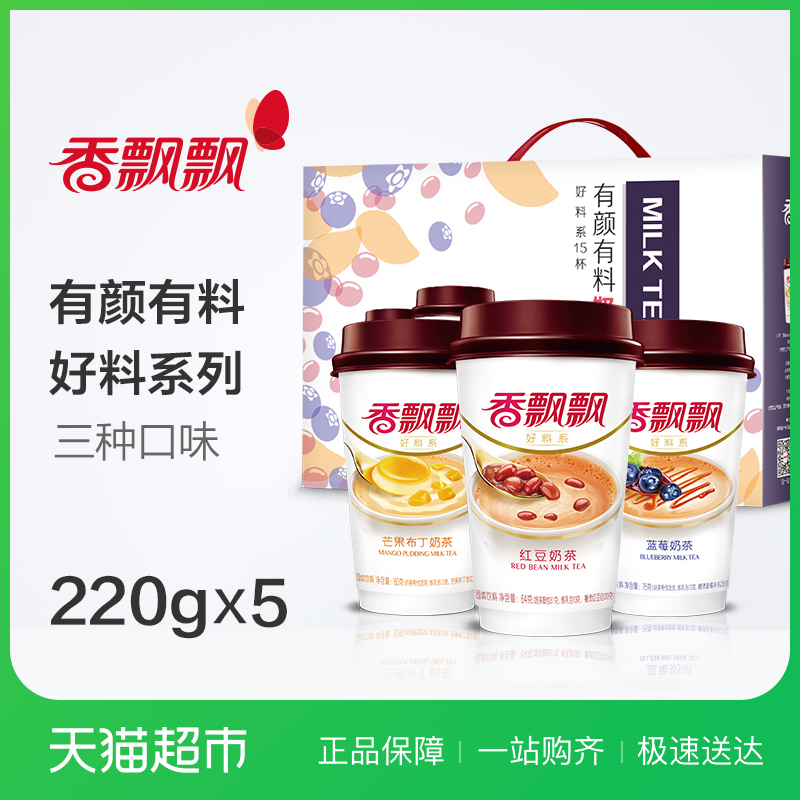 香飘飘
有颜有料
好料系列
三种口味
220gx5
有颜有料
好料系15杯
MILK TE
香
香飘飘
好料系
芒果布丁奶茶
MANGO PUDDING MILK TEA
香飘飘
好料系
红豆奶茶
RED BEAN MILK TEA
香飘飘
好料系
蓝莓奶茶
BLUEBERRY MILK TEA
天猫超市
正品保障
一站购齐
极速送达